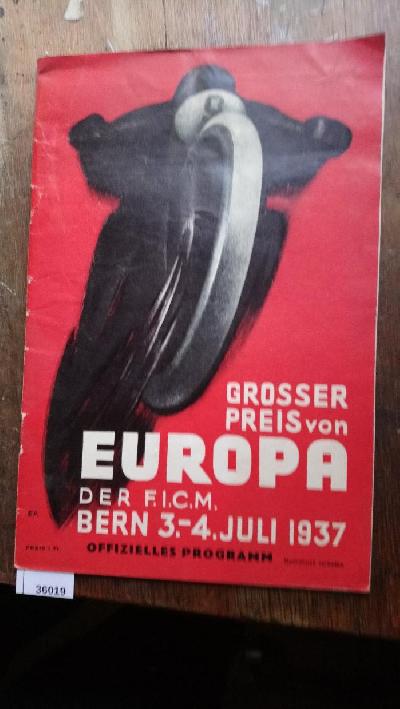 GROSSER
PREIS von
EUROPA
DER F.I.C.M.
BERN 3.-4. JULI 1937
OFFIZIELLES PROGRAMM
36019